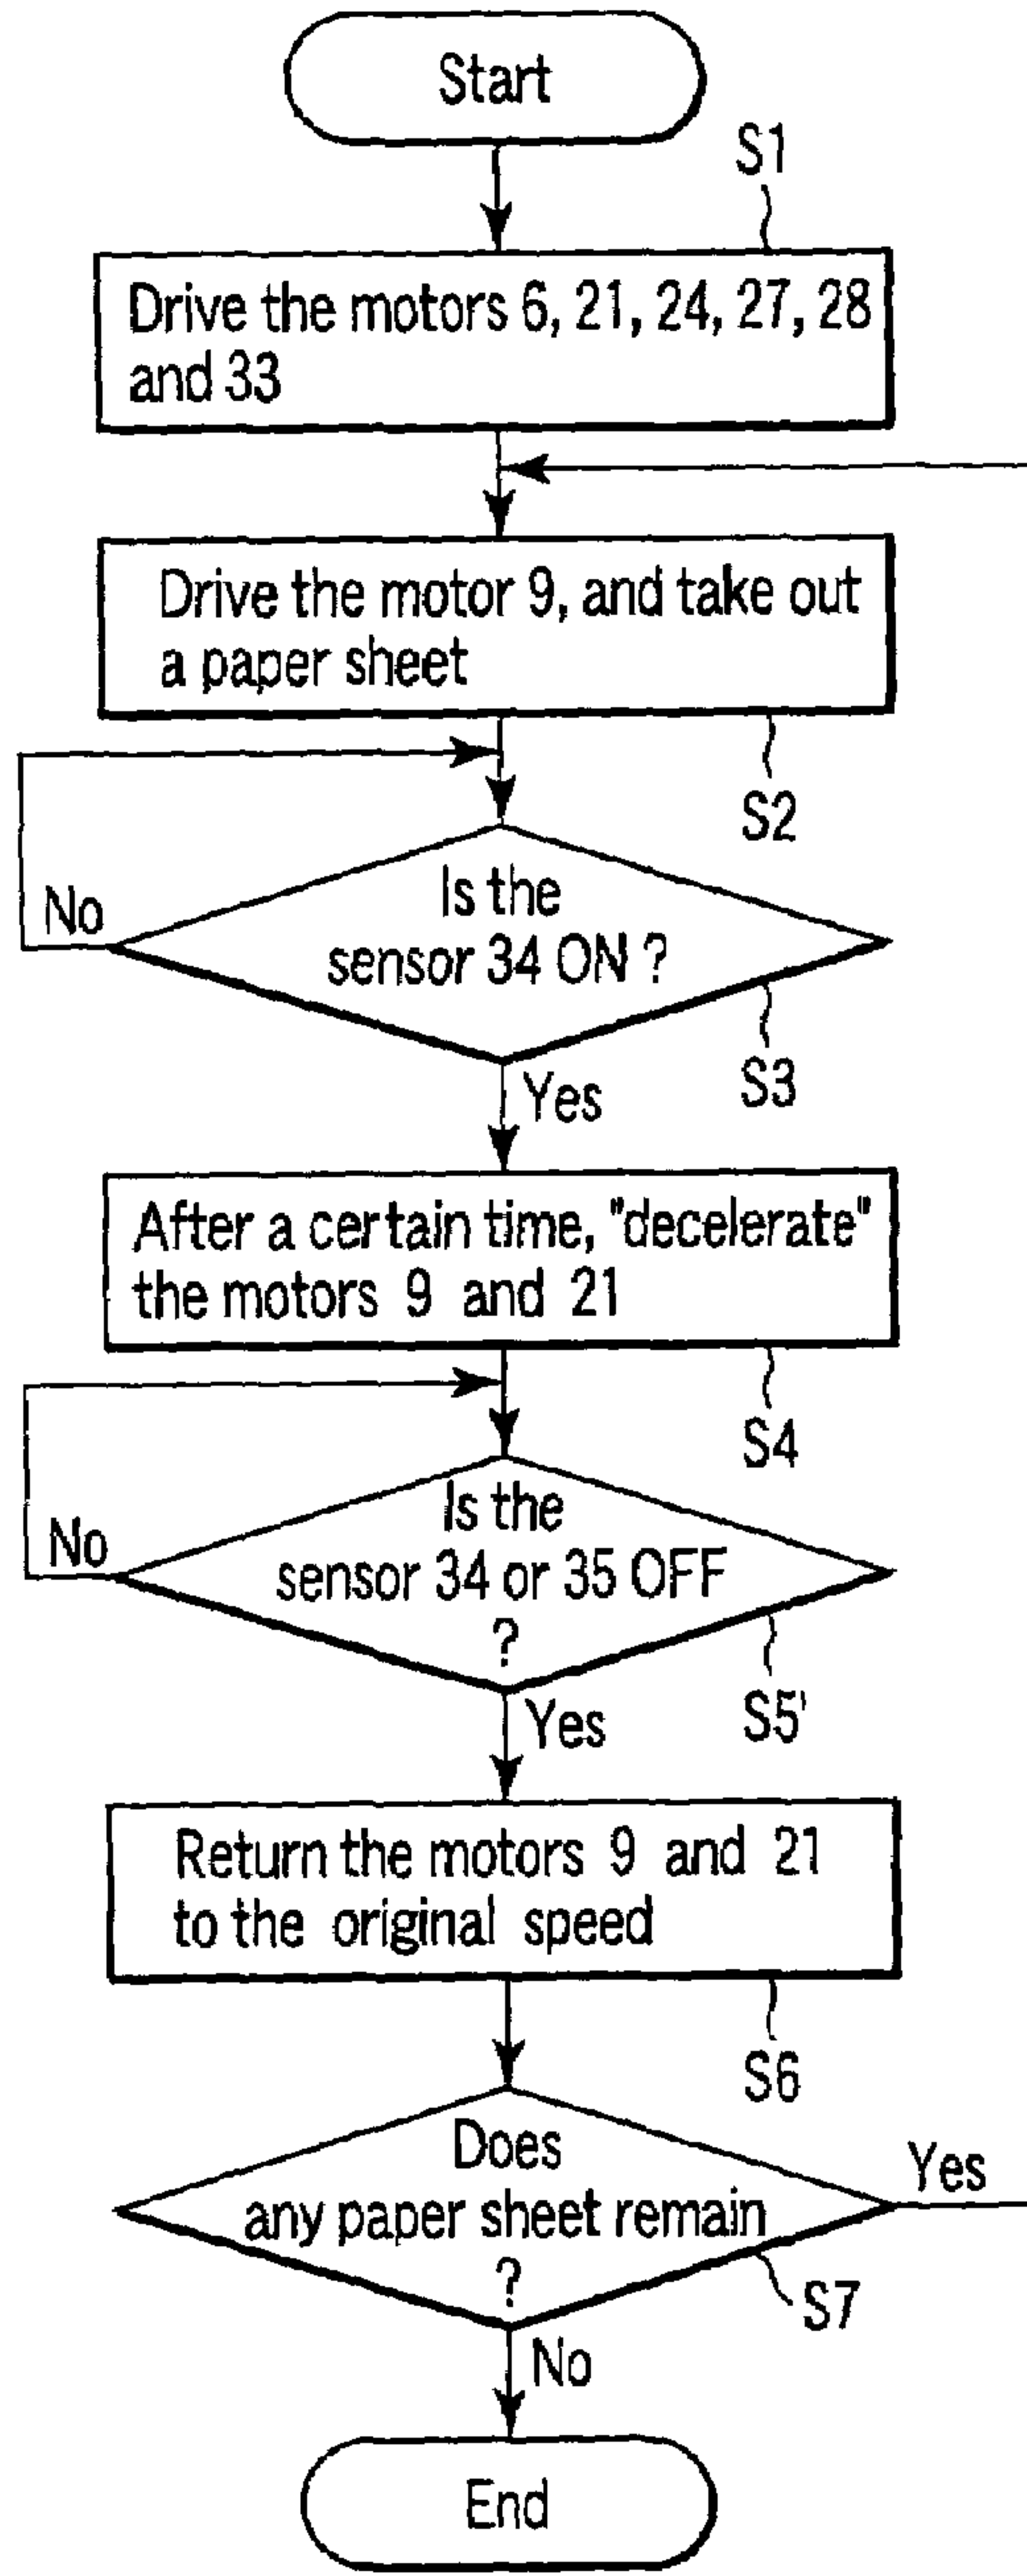 Start
S1
Drive the motors 6, 21, 24, 27, 28
and 33
Drive the motor 9, and take out
a paper sheet
S2
Is the
sensor 34 ON ?
No
S3
Yes
After a certain time, "decelerate"
the motors 9 and 21
S4
Is the
sensor 34 or 35 OFF
?
No
S5'
Yes
Return the motors 9 and 21
to the original speed
S6
Does
any paper sheet remain
?
Yes
S7
No
End